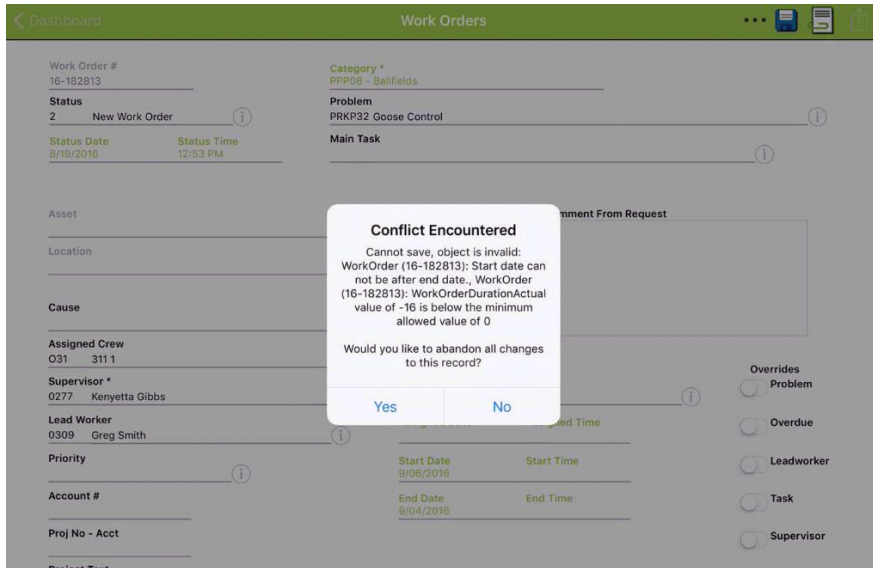 Dashboard
Work Orders
Work Order #
16-182813
Category *
PPP06 - Ballfields
Status
2 New Work Order
Problem
PRKP32 Goose Control
Status Date Status Time
8/19/2016 12:53 PM
Main Task
Asset
mment From Request
Location
Cause
Conflict Encountered
Cannot save, object is invalid:
WorkOrder (16-182813): Start date can
not be after end date., WorkOrder
(16-182813): WorkOrderDurationActual
value of -16 is below the minimum
allowed value of 0
Would you like to abandon all changes
to this record?
Yes No
Assigned Crew
O31 311 1
Supervisor *
0277 Kenyetta Gibbs
Lead Worker
0309 Greg Smith
Priority
Account #
Proj No - Acct
Start Date Start Time
9/06/2016
End Date End Time
9/04/2016
Overrides
Problem
Overdue
Leadworker
Task
Supervisor